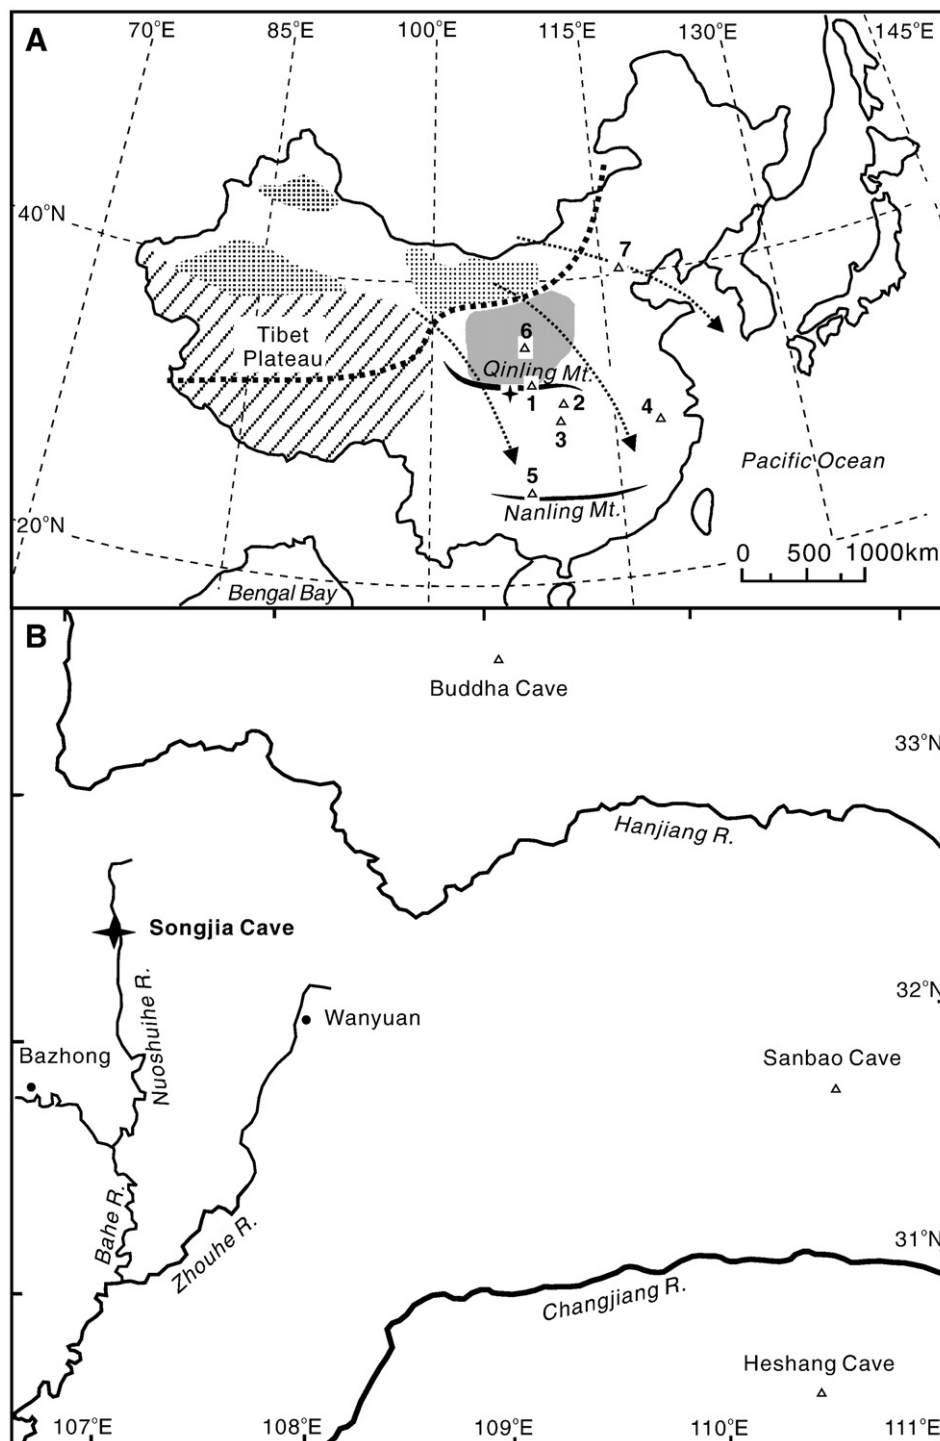 A
70°E
85°E
100°E
115°E
130°E
145°E
40°N
7
Tibet
Plateau
6
Qinling Mt.
1
2
4
3
Pacific Ocean
5
Nanling Mt.
20°N
0 500 1000km
Bengal Bay
B
Buddha Cave
33°N
Hanjiang R.
Songjia Cave
Nuoshuihe R.
32°N
Wanyuan
Bazhong
Sanbao Cave
Bahe R.
Zhouhe R.
31°N
Changjiang R.
Heshang Cave
107°E
108°E
109°E
110°E
111°E